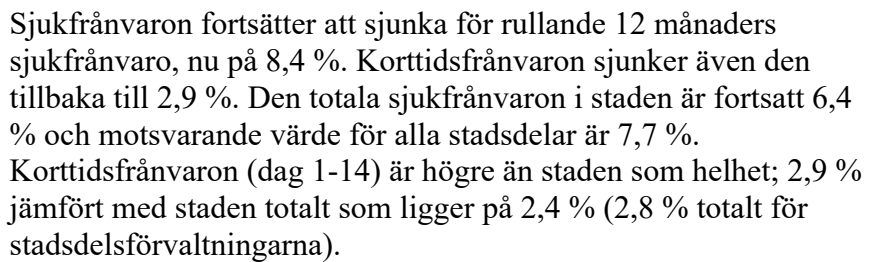 Sjukfrånvaron fortsätter att sjunka för rullande 12 månaders
sjukfrånvaro, nu på 8,4 %. Korttidsfrånvaron sjunker även den
tillbaka till 2,9 %. Den totala sjukfrånvaron i staden är fortsatt 6,4
% och motsvarande värde för alla stadsdelar är 7,7 %.
Korttidsfrånvaron (dag 1-14) är högre än staden som helhet; 2,9 %
jämfört med staden totalt som ligger på 2,4 % (2,8 % totalt för
stadsdelsförvaltningarna).